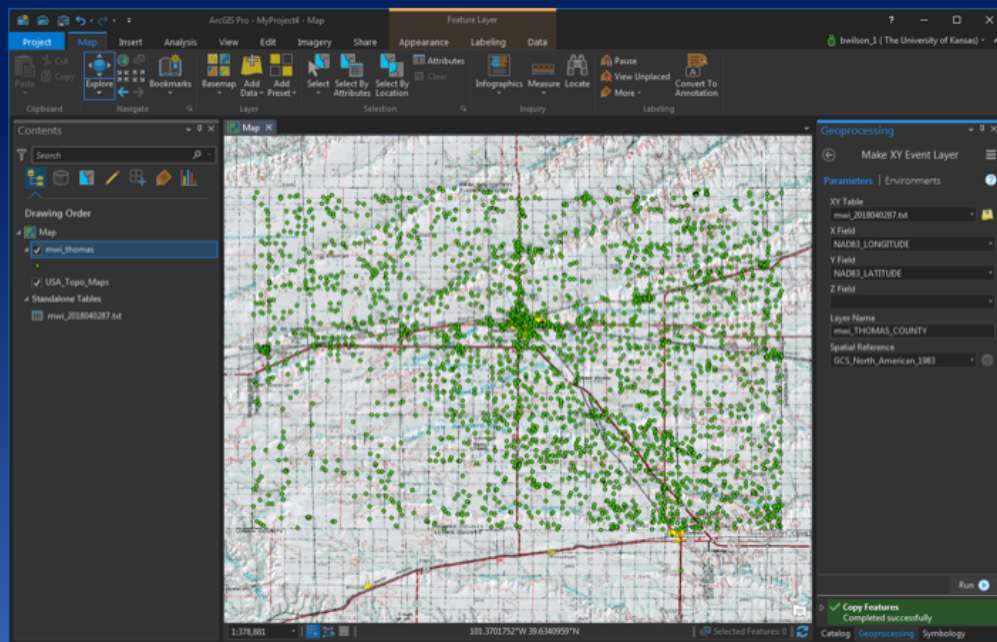 ArcGIS Pro - MyProject4 - Map
Feature Layer
?
bwilson_1 ( The University of Kansas)
Project
Map
Insert
Analysis
View
Edit
Imagery
Share
Appearance
Labeling
Data
Paste
Cut
Copy
Clipboard
Explore
Navigate
Bookmarks
Basemap
Add Data
Add Preset
Layer
Select
Select By Attributes
Select By Location
Attributes
Clear
Selection
Infographics
Measure
Locate
Inquiry
Pause
View Unplaced
More
Convert To Annotation
Labeling
Contents
Search
Drawing Order
Map
mwi_thomas
USA_Topo_Maps
Standalone Tables
mwi_2018040287.txt
Map
1:378,881
101.3701752°W 39.6340959°N
Selected Features: 0
Geoprocessing
Make XY Event Layer
Parameters | Environments
XY Table
mwi_2018040287.txt
X Field
NAD83_LONGITUDE
Y Field
NAD83_LATITUDE
Z Field
Layer Name
mwi_THOMAS_COUNTY
Spatial Reference
GCS_North_American_1983
Run
Copy Features
Completed successfully
Catalog
Geoprocessing
Symbology